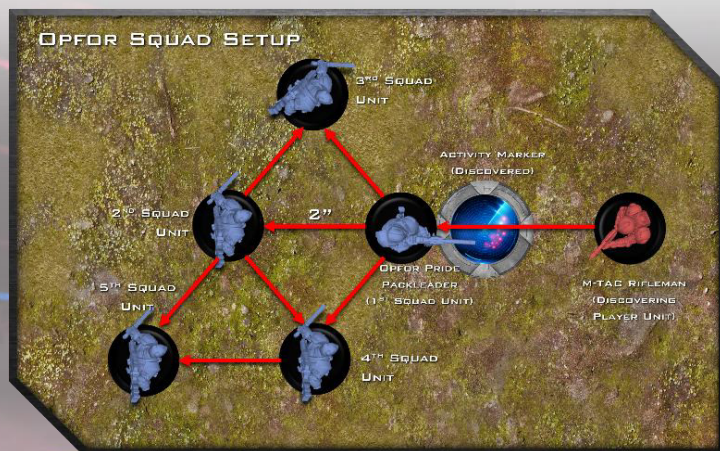 Opfor Squad Setup
3rd Squad
Unit
Activity Marker
(Discovered)
2nd Squad
Unit
2”
Opfor Pride
Packleader
(1st Squad Unit)
M-TAC Rifleman
(Discovering
Player Unit)
5th Squad
Unit
4th Squad
Unit